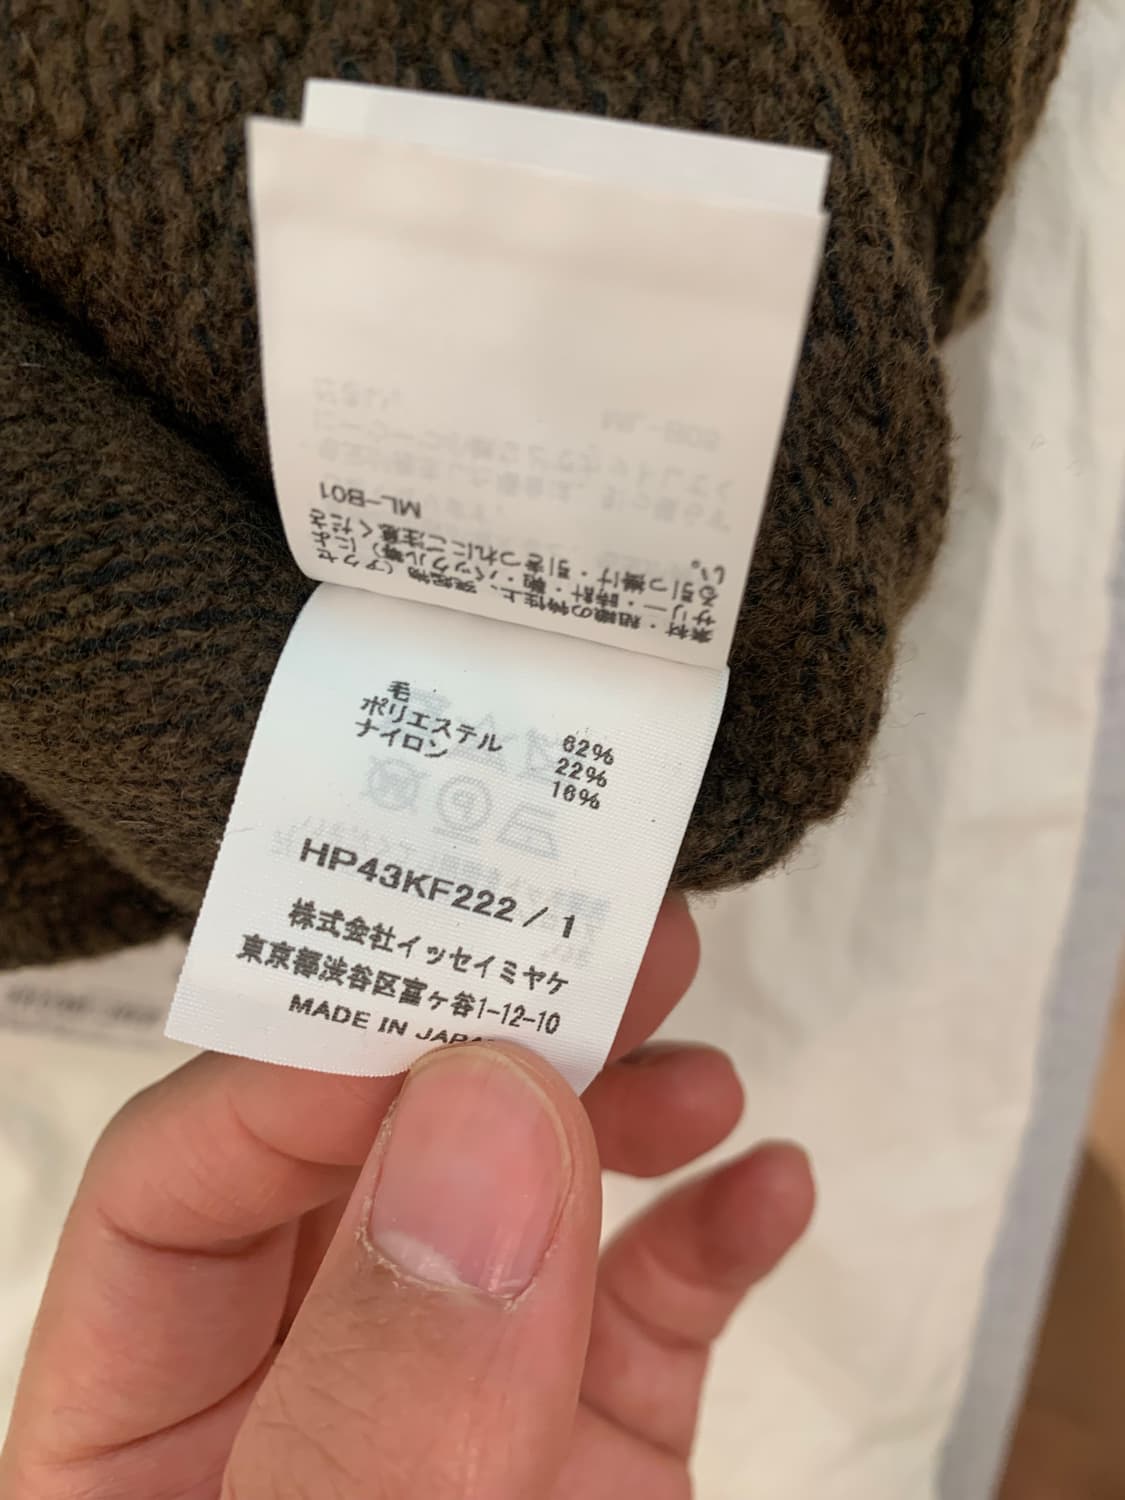 素材・組織の特性上、突起物(アクセ
サリー・時計・鞄・バックル等)によ
る引っ掛け・引きつれにご注意くださ
い。
ML-B01
毛 62%
ポリエステル 22%
ナイロン 16%
HP43KF222 / 1
株式会社イッセイミヤケ
東京都渋谷区富ヶ谷1-12-10
MADE IN